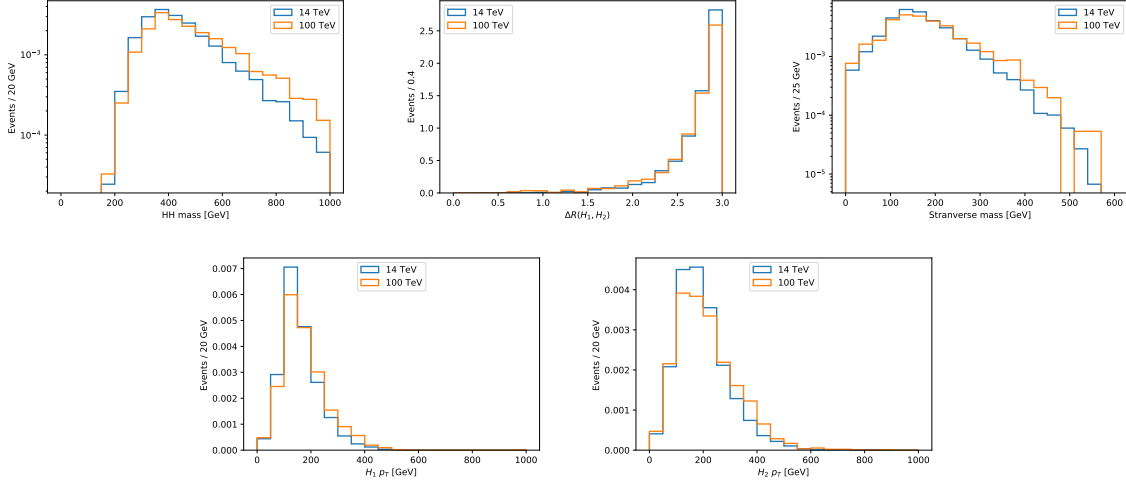 14 TeV
100 TeV
Events / 20 GeV
10⁻³
10⁻⁴
0 200 400 600 800 1000
HH mass [GeV]
14 TeV
100 TeV
Events / 0.4
2.5
2.0
1.5
1.0
0.5
0.0
0.0 0.5 1.0 1.5 2.0 2.5 3.0
ΔR(H₁, H₂)
14 TeV
100 TeV
Events / 25 GeV
10⁻³
10⁻⁴
10⁻⁵
0 100 200 300 400 500 600
Stranverse mass [GeV]
14 TeV
100 TeV
Events / 20 GeV
0.007
0.006
0.005
0.004
0.003
0.002
0.001
0.000
0 200 400 600 800 1000
H₁ p_T [GeV]
14 TeV
100 TeV
Events / 20 GeV
0.004
0.003
0.002
0.001
0.000
0 200 400 600 800 1000
H₂ p_T [GeV]